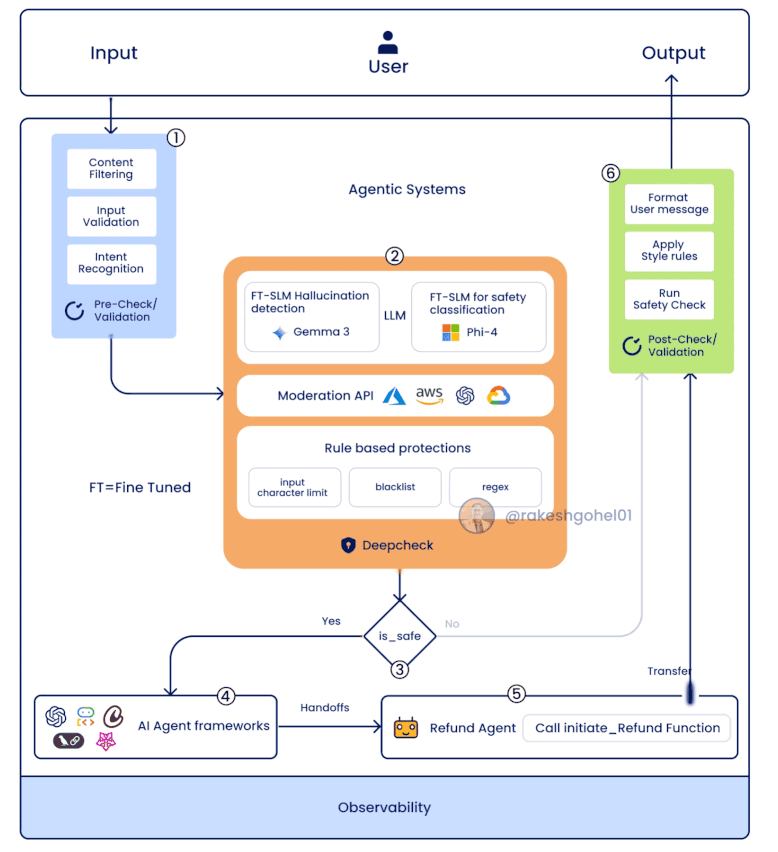 Input
User
Output
1
Content
Filtering
Input
Validation
Intent
Recognition
Pre-Check/
Validation
Agentic Systems
6
Format
User message
Apply
Style rules
Run
Safety Check
Post-Check/
Validation
2
FT-SLM Hallucination
detection
Gemma 3
LLM
FT-SLM for safety
classification
Phi-4
Moderation API
aws
Rule based protections
input
character limit
blacklist
regex
@rakeshgohel01
Deepcheck
FT=Fine Tuned
Yes
is_safe
No
3
4
AI Agent frameworks
Handoffs
Transfer
5
Refund Agent
Call initiate_Refund Function
Observability